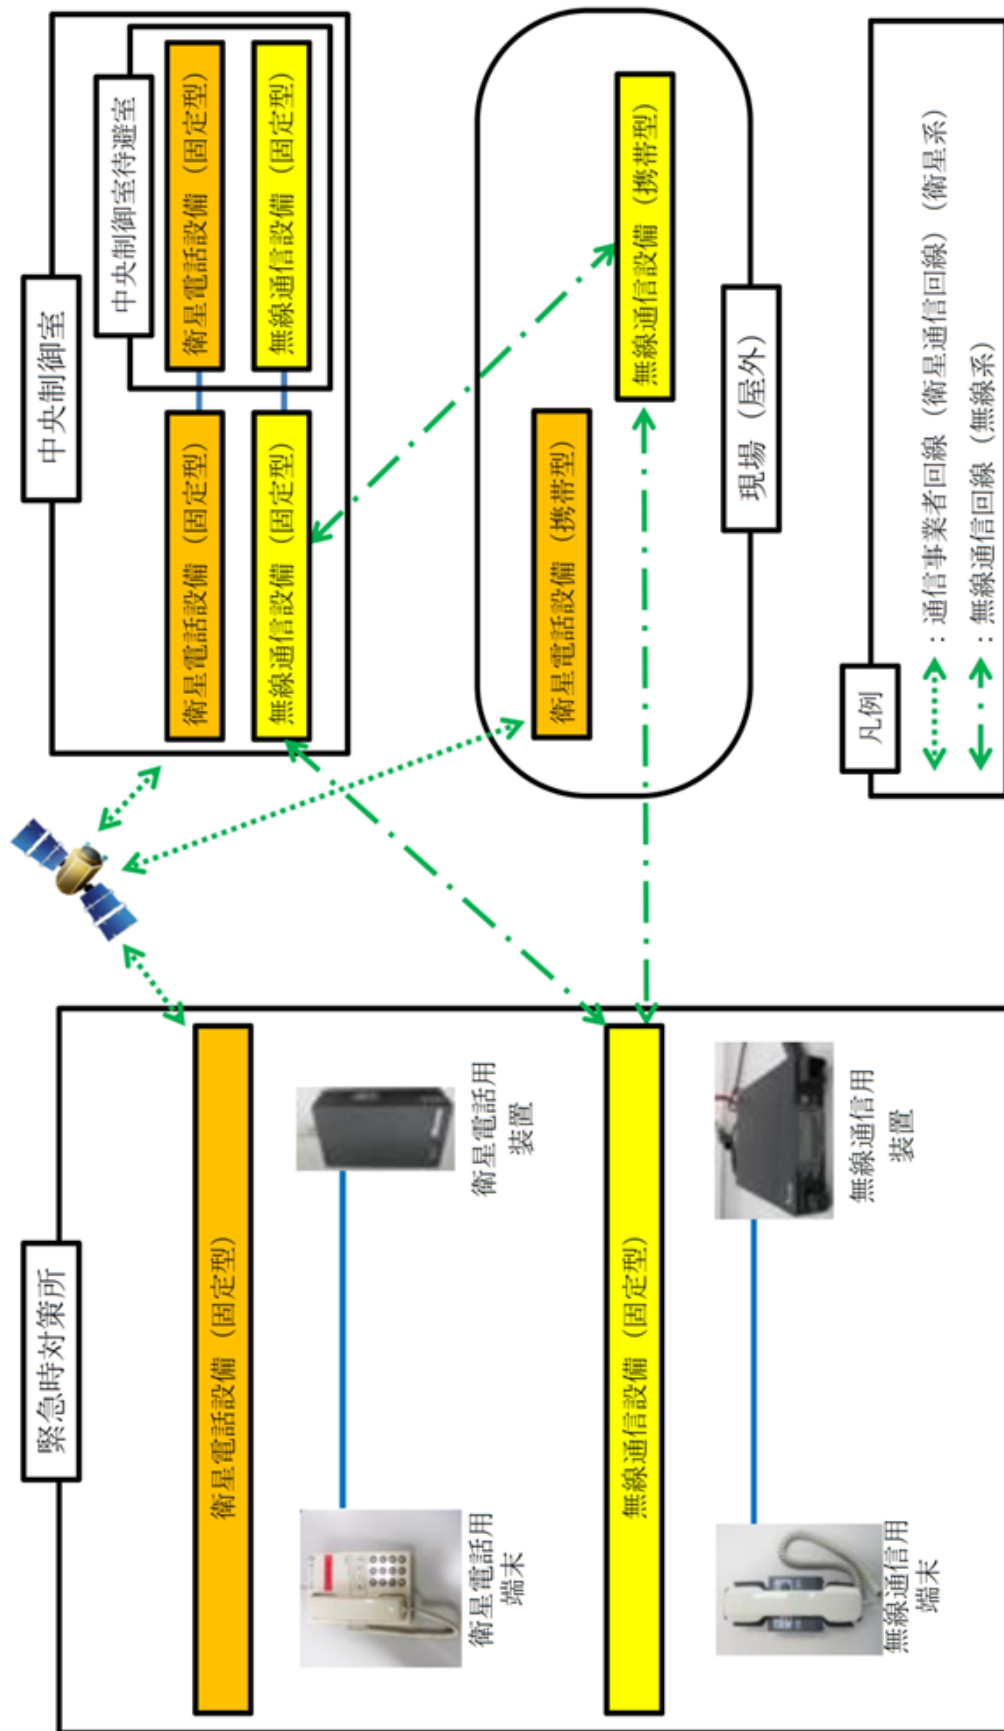 緊急時対策所
衛星電話設備（固定型）
衛星電話用
端末
衛星電話用
装置
無線通信設備（固定型）
無線通信用
端末
無線通信用
装置
中央制御室
中央制御室待避室
衛星電話設備（固定型）
衛星電話設備（固定型）
無線通信設備（固定型）
無線通信設備（固定型）
衛星電話設備（携帯型）
無線通信設備（携帯型）
現場（屋外）
凡例
：通信事業者回線（衛星通信回線）（衛星系）
：無線通信回線（無線系）